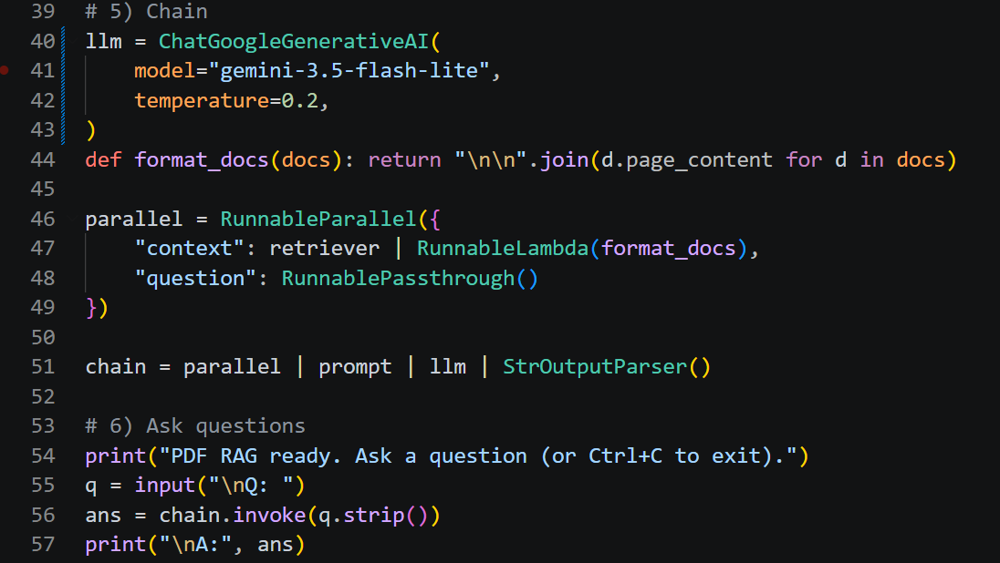 39 # 5) Chain
40 llm = ChatGoogleGenerativeAI(
41     model="gemini-3.5-flash-lite",
42     temperature=0.2,
43 )
44 def format_docs(docs): return "\n\n".join(d.page_content for d in docs)
45
46 parallel = RunnableParallel({
47     "context": retriever | RunnableLambda(format_docs),
48     "question": RunnablePassthrough()
49 })
50
51 chain = parallel | prompt | llm | StrOutputParser()
52
53 # 6) Ask questions
54 print("PDF RAG ready. Ask a question (or Ctrl+C to exit).")
55 q = input("\nQ: ")
56 ans = chain.invoke(q.strip())
57 print("\nA:", ans)